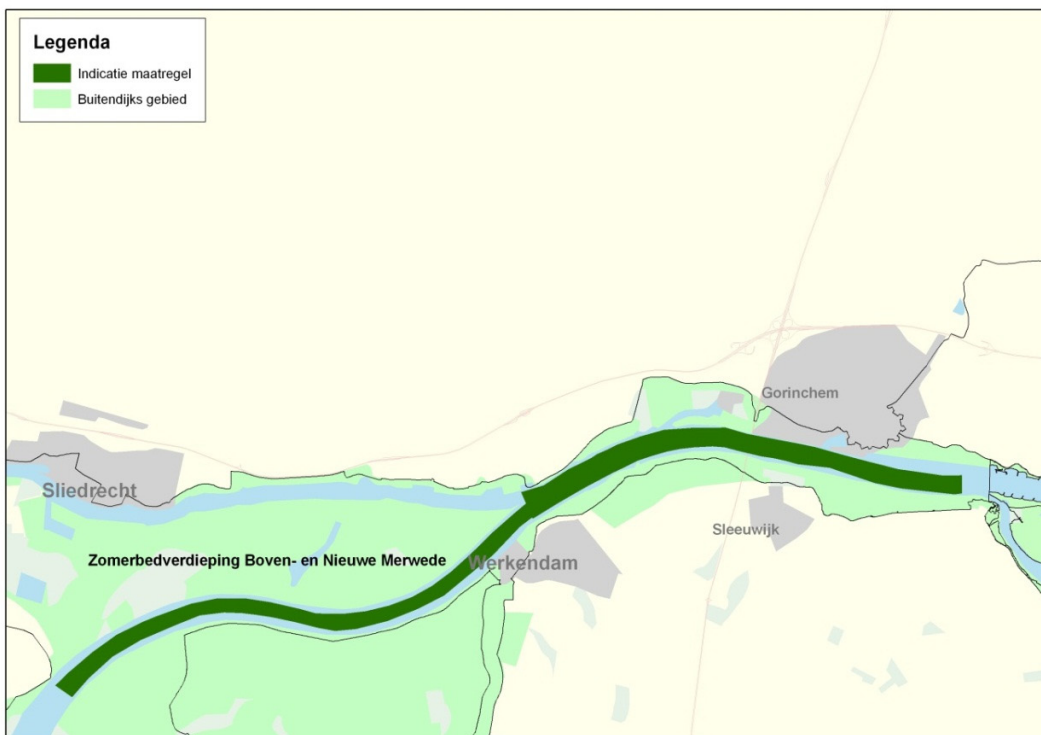 Legenda
Indicatie maatregel
Buitendijks gebied
Gorinchem
Sliedrecht
Sleeuwijk
Zomerbedverdieping Boven- en Nieuwe Merwede
Werkendam